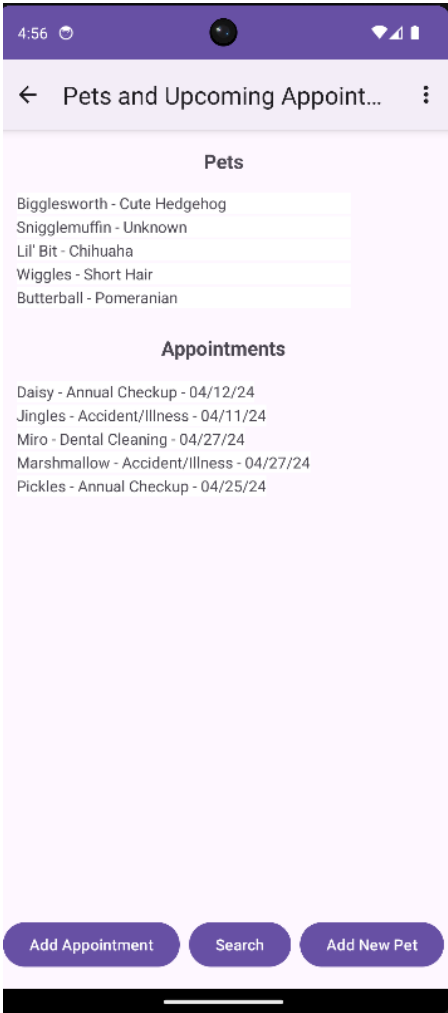 4:56
Pets and Upcoming Appoint...
Pets
Bigglesworth - Cute Hedgehog
Snigglemuffin - Unknown
Lil' Bit - Chihuaha
Wiggles - Short Hair
Butterball - Pomeranian
Appointments
Daisy - Annual Checkup - 04/12/24
Jingles - Accident/Illness - 04/11/24
Miro - Dental Cleaning - 04/27/24
Marshmallow - Accident/Illness - 04/27/24
Pickles - Annual Checkup - 04/25/24
Add Appointment Search Add New Pet